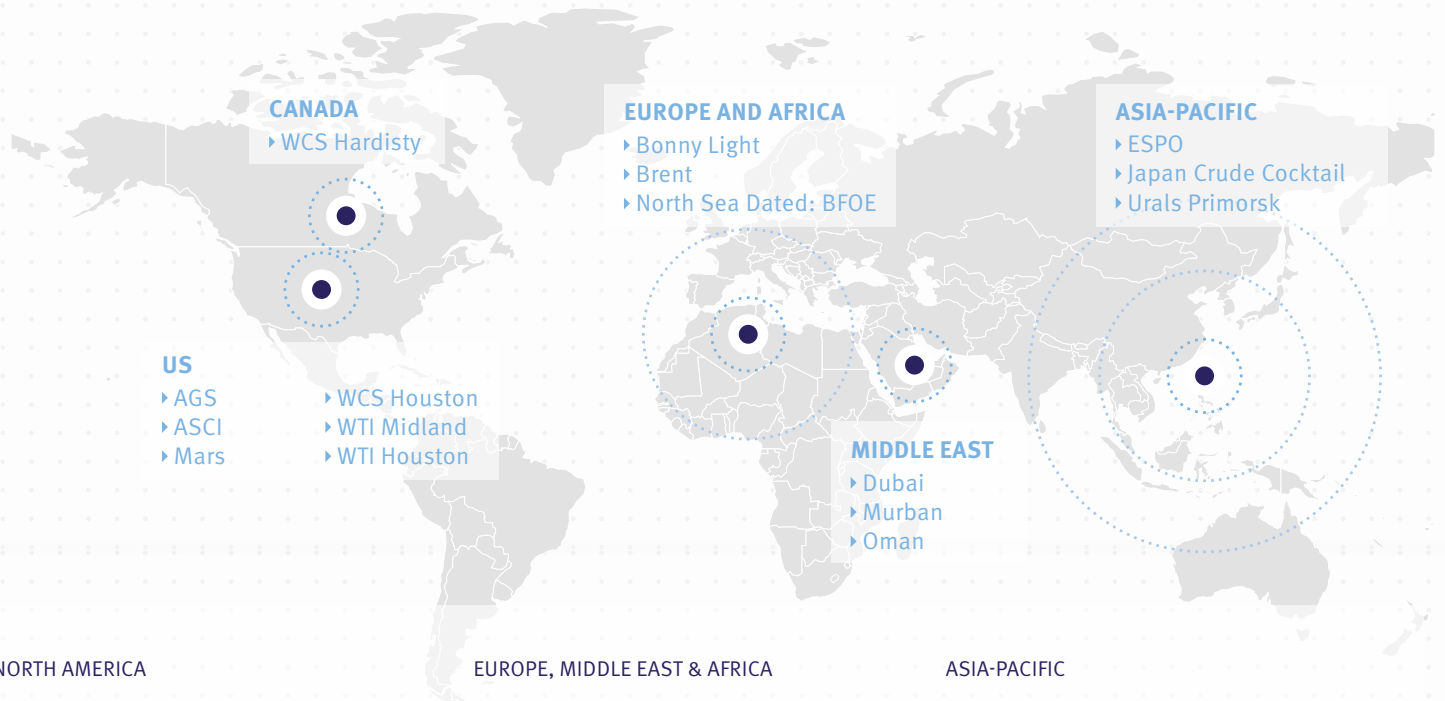 CANADA
WCS Hardisty
EUROPE AND AFRICA
Bonny Light
Brent
North Sea Dated: BFOE
ASIA-PACIFIC
ESPO
Japan Crude Cocktail
Urals Primorsk
US
AGS
ASCI
Mars
WCS Houston
WTI Midland
WTI Houston
MIDDLE EAST
Dubai
Murban
Oman
NORTH AMERICA
EUROPE, MIDDLE EAST & AFRICA
ASIA-PACIFIC